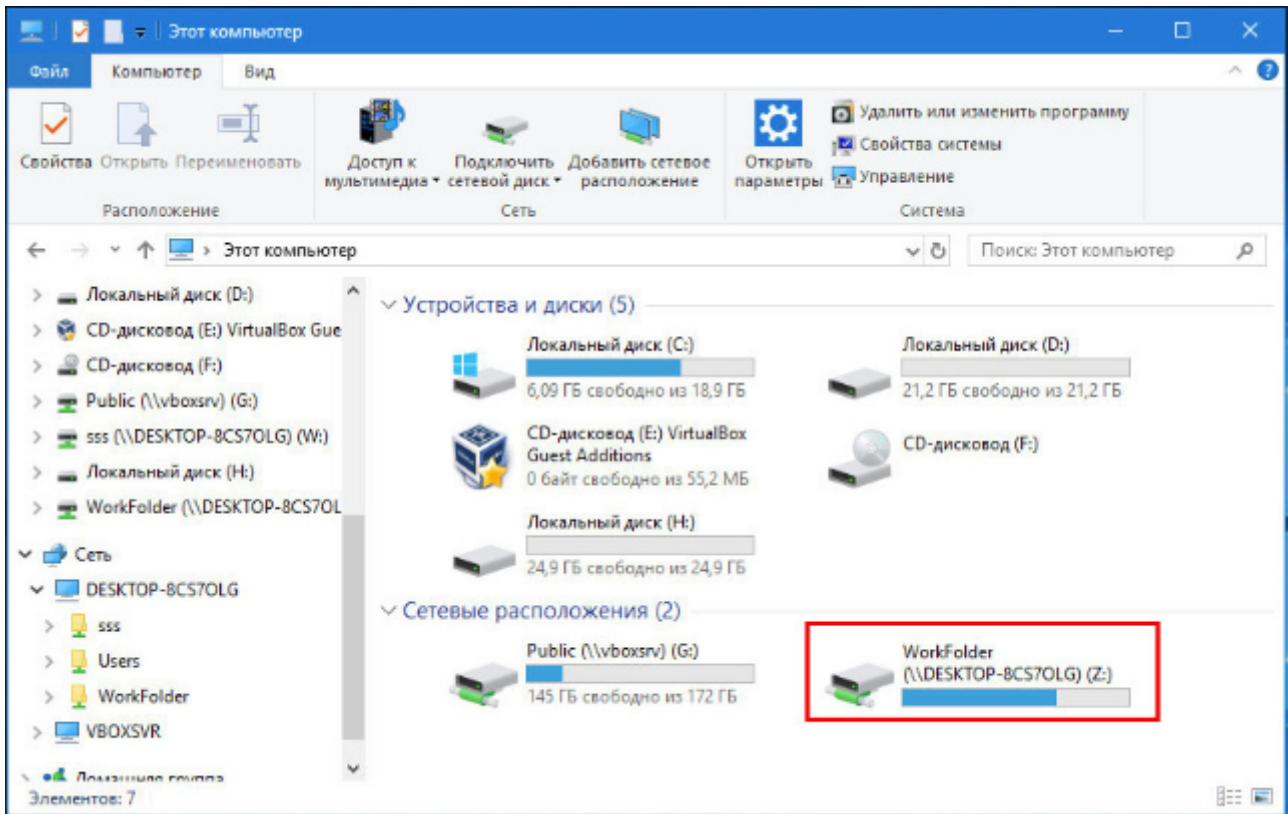 Этот компьютер
Файл Компьютер Вид
Свойства Открыть Переименовать
Доступ к мультимедиа
Подключить сетевой диск
Добавить сетевое расположение
Открыть параметры
Удалить или изменить программу
Свойства системы
Управление
Расположение Сеть Система
Этот компьютер
Поиск: Этот компьютер
Локальный диск (D:)
CD-дисковод (E:) VirtualBox Gue
CD-дисковод (F:)
Public (\\vboxsrv) (G:)
sss (\\DESKTOP-8CS7OLG) (W:)
Локальный диск (H:)
WorkFolder (\\DESKTOP-8CS7OL
Сеть
DESKTOP-8CS7OLG
sss
Users
WorkFolder
VBOXSVR
Домашняя группа
Устройства и диски (5)
Локальный диск (C:)
6,09 ГБ свободно из 18,9 ГБ
Локальный диск (D:)
21,2 ГБ свободно из 21,2 ГБ
CD-дисковод (E:) VirtualBox
Guest Additions
0 байт свободно из 55,2 МБ
CD-дисковод (F:)
Локальный диск (H:)
24,9 ГБ свободно из 24,9 ГБ
Сетевые расположения (2)
Public (\\vboxsrv) (G:)
145 ГБ свободно из 172 ГБ
WorkFolder
(\\DESKTOP-8CS7OLG) (Z:)
Элементов: 7